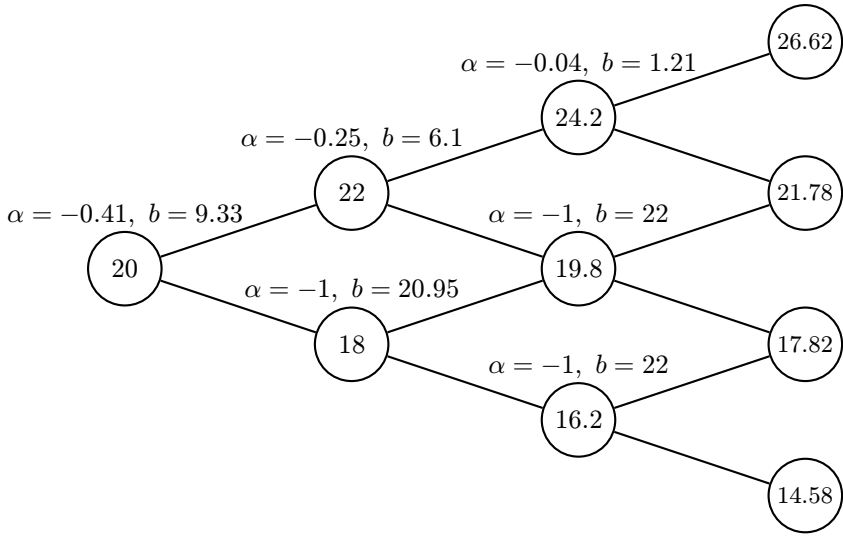 26.62
α = −0.04, b = 1.21
24.2
α = −0.25, b = 6.1
22
21.78
α = −0.41, b = 9.33
α = −1, b = 22
20
19.8
α = −1, b = 20.95
18
17.82
α = −1, b = 22
16.2
14.58